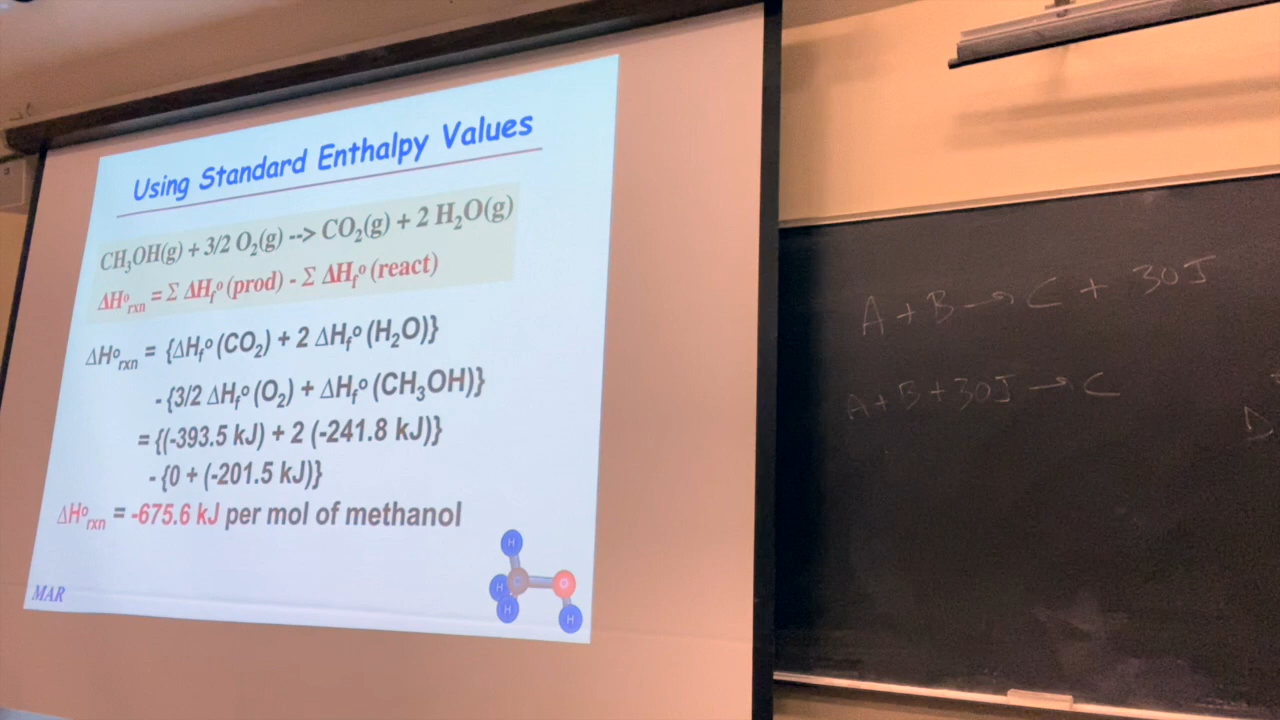 Using Standard Enthalpy Values
CH₃OH(g) + 3/2 O₂(g) --> CO₂(g) + 2 H₂O(g)
ΔH°rxn = Σ ΔHf° (prod) - Σ ΔHf° (react)
ΔH°rxn = {ΔHf° (CO₂) + 2 ΔHf° (H₂O)}
- {3/2 ΔHf° (O₂) + ΔHf° (CH₃OH)}
= {(-393.5 kJ) + 2 (-241.8 kJ)}
- {0 + (-201.5 kJ)}
ΔH°rxn = -675.6 kJ per mol of methanol
MAR
H
H
H
H
A + B → C + 30J
A + B + 30J → C